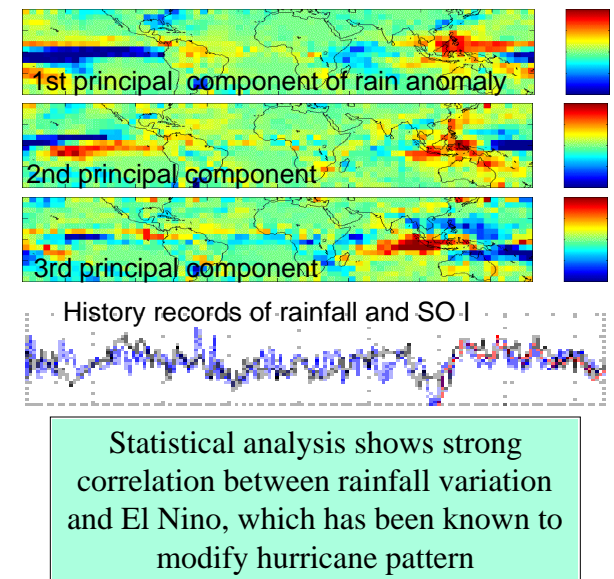 1st principal component of rain anomaly
2nd principal component
3rd principal component
History records of rainfall and SO I
Statistical analysis shows strong
correlation between rainfall variation
and El Nino, which has been known to
modify hurricane pattern